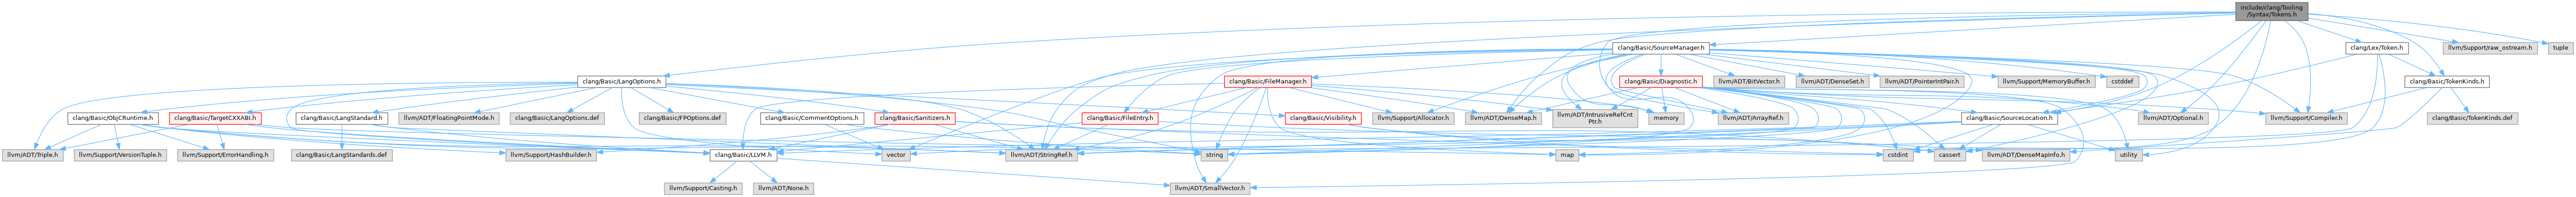 include/clang/Tooling
/Syntax/Tokens.h
clang/Basic/SourceManager.h
clang/Lex/Token.h
llvm/Support/raw_ostream.h
tuple
clang/Basic/LangOptions.h
clang/Basic/FileManager.h
clang/Basic/Diagnostic.h
llvm/ADT/BitVector.h
llvm/ADT/DenseSet.h
llvm/ADT/PointerIntPair.h
llvm/Support/MemoryBuffer.h
cstddef
clang/Basic/TokenKinds.h
clang/Basic/ObjCRuntime.h
clang/Basic/TargetCXXABI.h
clang/Basic/LangStandard.h
llvm/ADT/FloatingPointMode.h
clang/Basic/LangOptions.def
clang/Basic/FPOptions.def
clang/Basic/CommentOptions.h
clang/Basic/Sanitizers.h
clang/Basic/FileEntry.h
clang/Basic/Visibility.h
llvm/Support/Allocator.h
llvm/ADT/DenseMap.h
llvm/ADT/IntrusiveRefCnt
Ptr.h
memory
llvm/ADT/ArrayRef.h
clang/Basic/SourceLocation.h
llvm/ADT/Optional.h
llvm/Support/Compiler.h
clang/Basic/TokenKinds.def
llvm/ADT/Triple.h
llvm/Support/VersionTuple.h
llvm/Support/ErrorHandling.h
clang/Basic/LangStandards.def
llvm/Support/HashBuilder.h
clang/Basic/LLVM.h
vector
llvm/ADT/StringRef.h
string
map
cstdint
cassert
llvm/ADT/DenseMapInfo.h
utility
llvm/Support/Casting.h
llvm/ADT/None.h
llvm/ADT/SmallVector.h